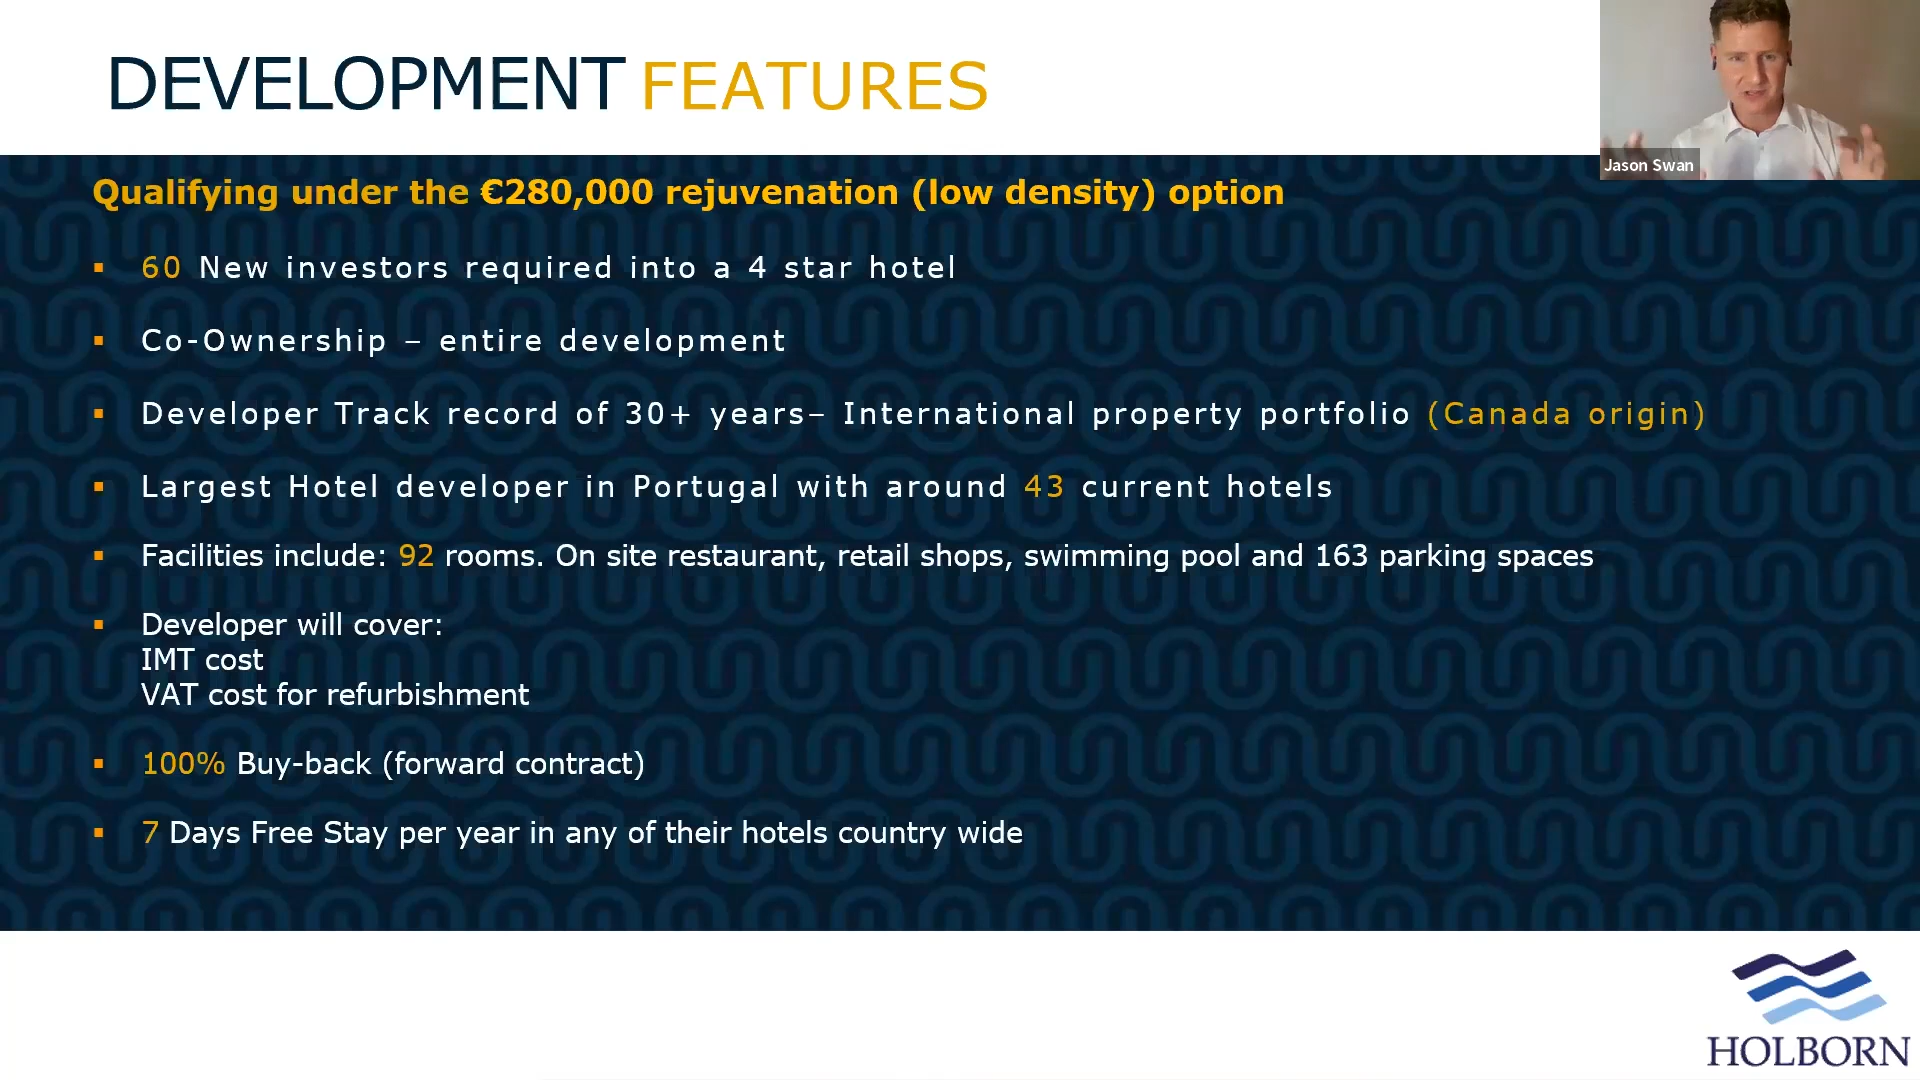 DEVELOPMENT FEATURES
Jason Swan
Qualifying under the €280,000 rejuvenation (low density) option
▪ 60 New investors required into a 4 star hotel
▪ Co-Ownership – entire development
▪ Developer Track record of 30+ years– International property portfolio (Canada origin)
▪ Largest Hotel developer in Portugal with around 43 current hotels
▪ Facilities include: 92 rooms. On site restaurant, retail shops, swimming pool and 163 parking spaces
▪ Developer will cover:
IMT cost
VAT cost for refurbishment
▪ 100% Buy-back (forward contract)
▪ 7 Days Free Stay per year in any of their hotels country wide
HOLBORN